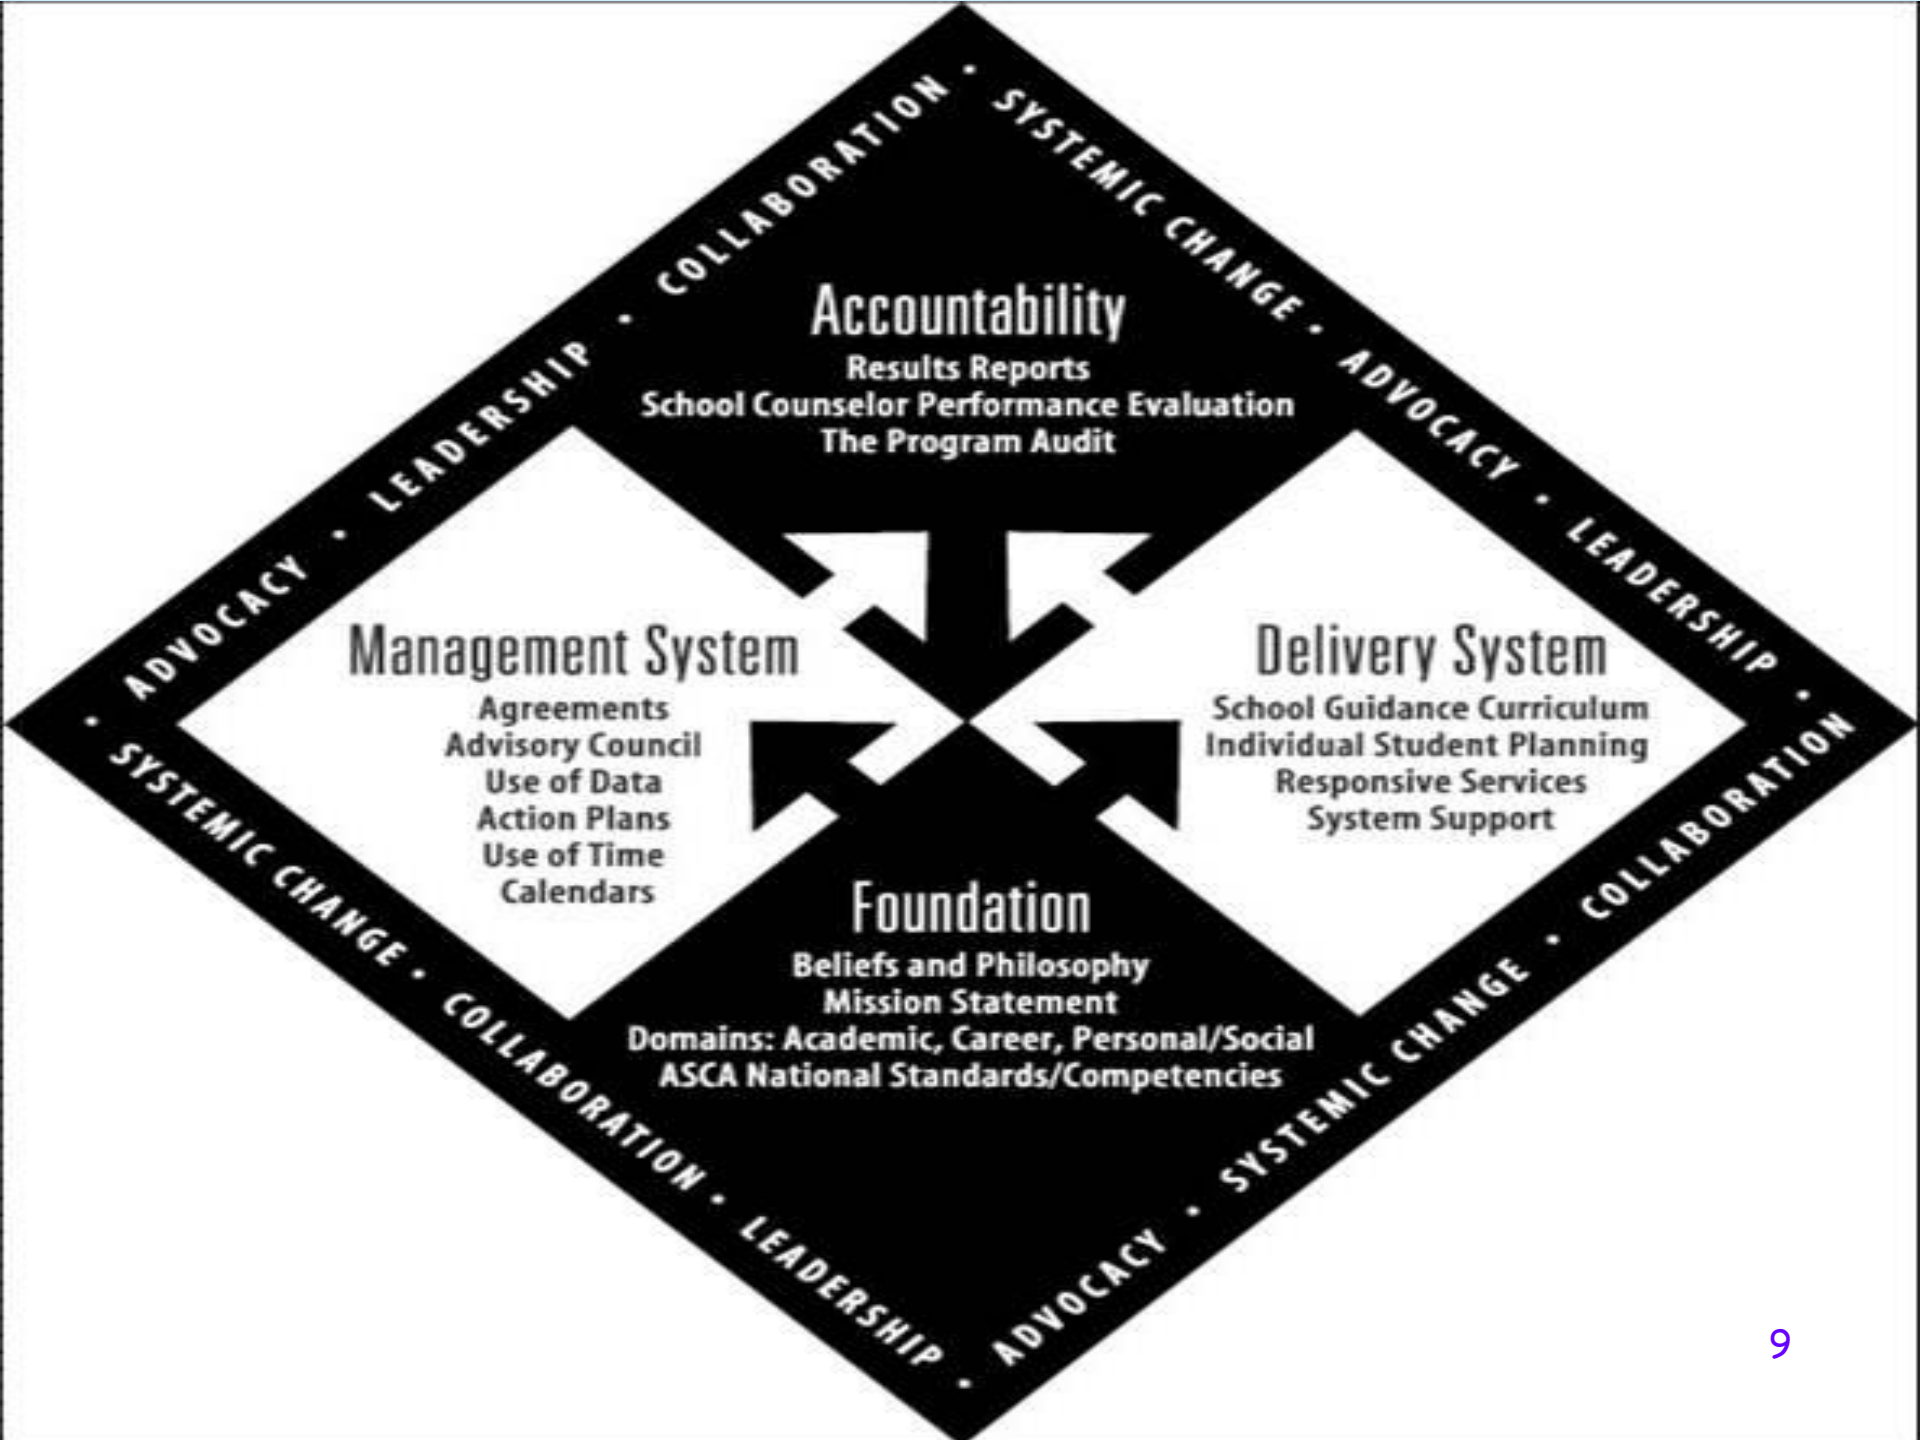 ADVOCACY • LEADERSHIP • COLLABORATION •
SYSTEMIC CHANGE • ADVOCACY • LEADERSHIP •
Accountability
Results Reports
School Counselor Performance Evaluation
The Program Audit
Management System
Agreements
Advisory Council
Use of Data
Action Plans
Use of Time
Calendars
Delivery System
School Guidance Curriculum
Individual Student Planning
Responsive Services
System Support
Foundation
Beliefs and Philosophy
Mission Statement
Domains: Academic, Career, Personal/Social
ASCA National Standards/Competencies
• SYSTEMIC CHANGE • COLLABORATION • LEADERSHIP •
ADVOCACY • SYSTEMIC CHANGE • COLLABORATION
9